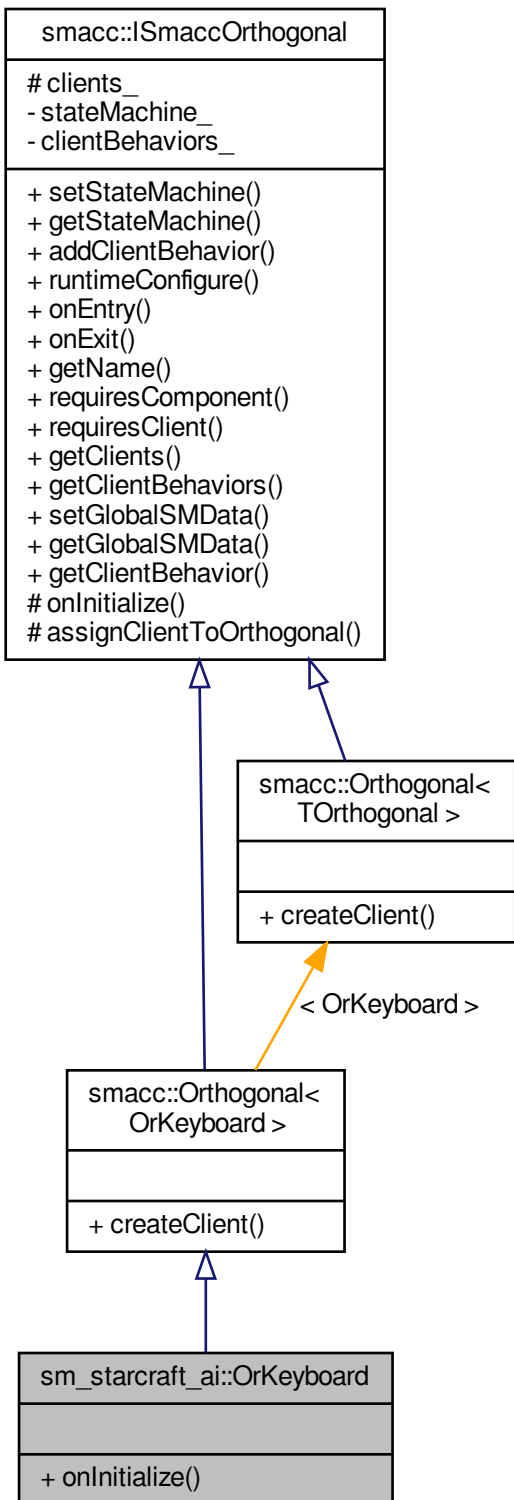 smacc::ISmaccOrthogonal
# clients_
- stateMachine_
- clientBehaviors_
+ setStateMachine()
+ getStateMachine()
+ addClientBehavior()
+ runtimeConfigure()
+ onEntry()
+ onExit()
+ getName()
+ requiresComponent()
+ requiresClient()
+ getClients()
+ getClientBehaviors()
+ setGlobalSMData()
+ getGlobalSMData()
+ getClientBehavior()
# onInitialize()
# assignClientToOrthogonal()
smacc::Orthogonal<
TOrthogonal >
+ createClient()
< OrKeyboard >
smacc::Orthogonal<
OrKeyboard >
+ createClient()
sm_starcraft_ai::OrKeyboard
+ onInitialize()